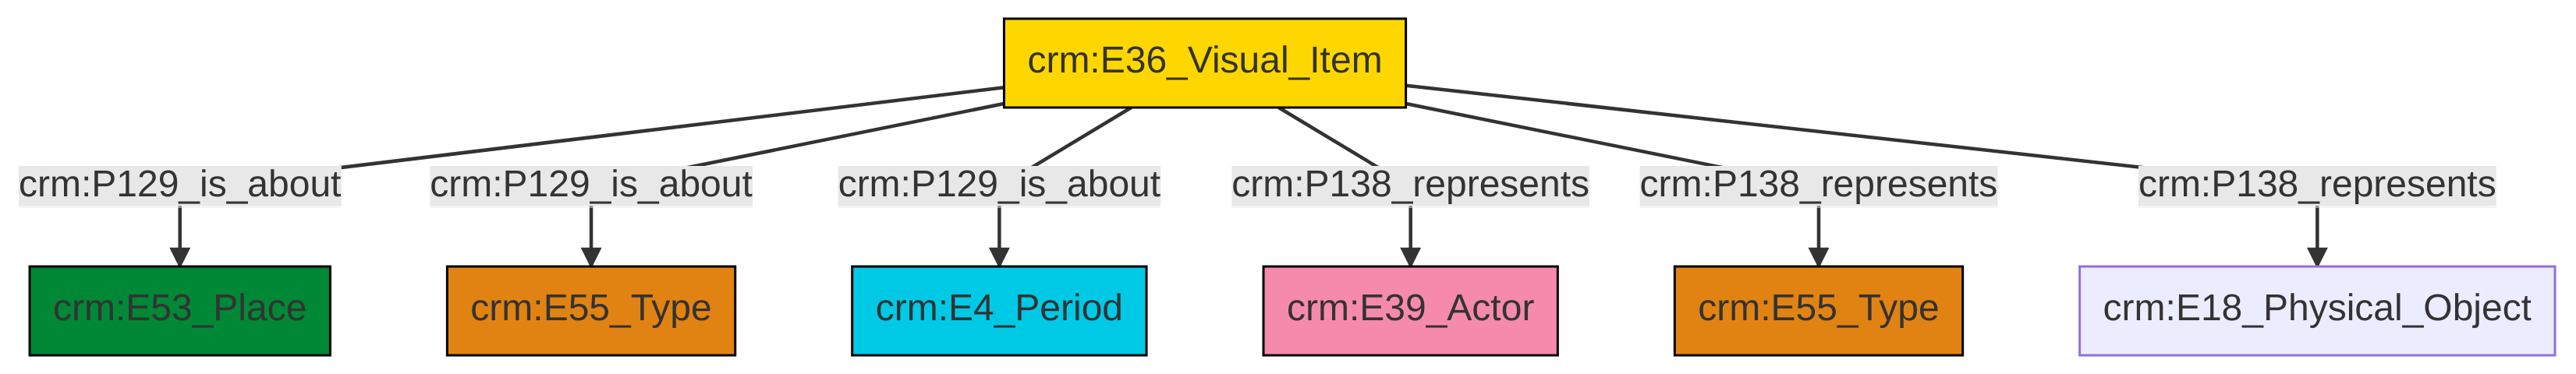 crm:E36_Visual_Item
crm:P129_is_about
crm:P129_is_about
crm:P129_is_about
crm:P138_represents
crm:P138_represents
crm:P138_represents
crm:E53_Place
crm:E55_Type
crm:E4_Period
crm:E39_Actor
crm:E55_Type
crm:E18_Physical_Object